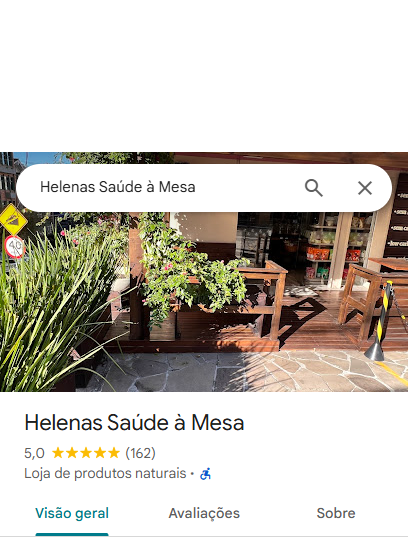 Helenas Saúde à Mesa
40
Helenas Saúde à Mesa
5,0 (162)
Loja de produtos naturais ·
Visão geral
Avaliações
Sobre